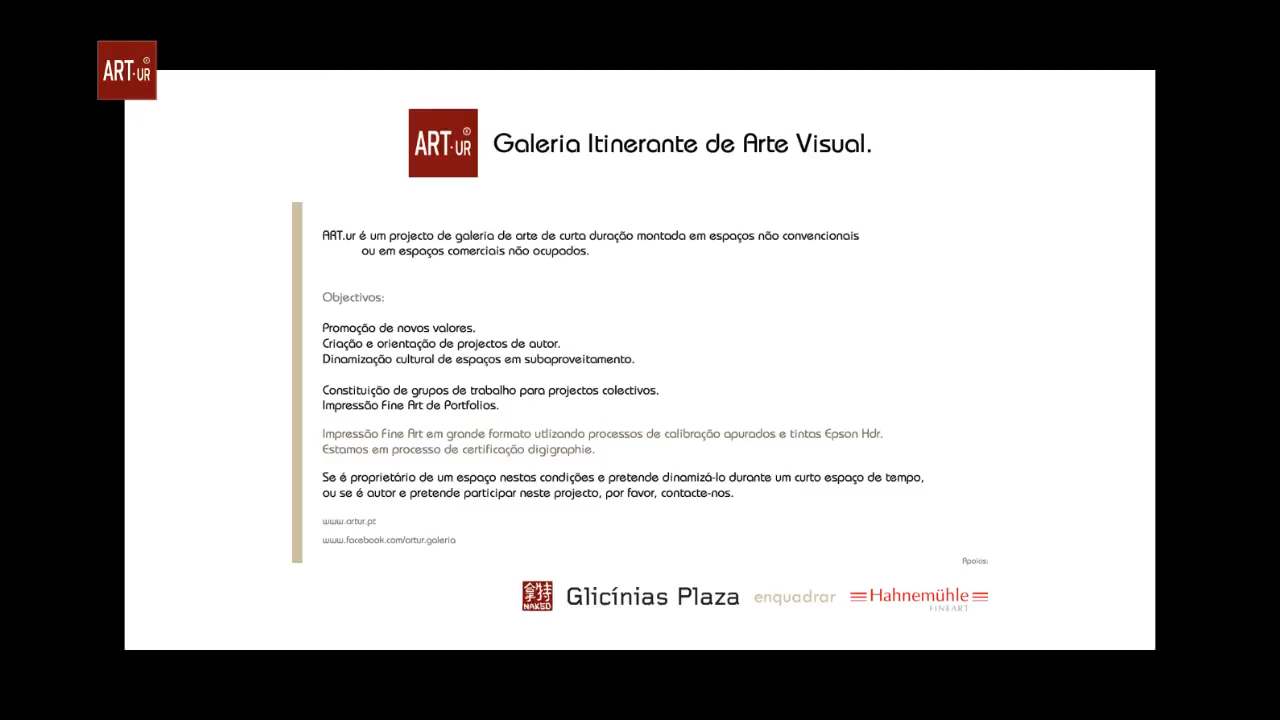 ART.UR®
ART.UR®
Galeria Itinerante de Arte Visual.
ART.ur é um projecto de galeria de arte de curta duração montada em espaços não convencionais
ou em espaços comerciais não ocupados.
Objectivos:
Promoção de novos valores.
Criação e orientação de projectos de autor.
Dinamização cultural de espaços em subaproveitamento.
Constituição de grupos de trabalho para projectos colectivos.
Impressão Fine Art de Portfolios.
Impressão Fine Art em grande formato utlizando processos de calibração apurados e tintas Epson Hdr.
Estamos em processo de certificação digigraphie.
Se é proprietário de um espaço nestas condições e pretende dinamizá-lo durante um curto espaço de tempo,
ou se é autor e pretende participar neste projecto, por favor, contacte-nos.
www.artur.pt
www.facebook.com/artur.galeria
Apoios:
拿特
NAKED
Glicínias Plaza
enquadrar
Hahnemühle
FINEART